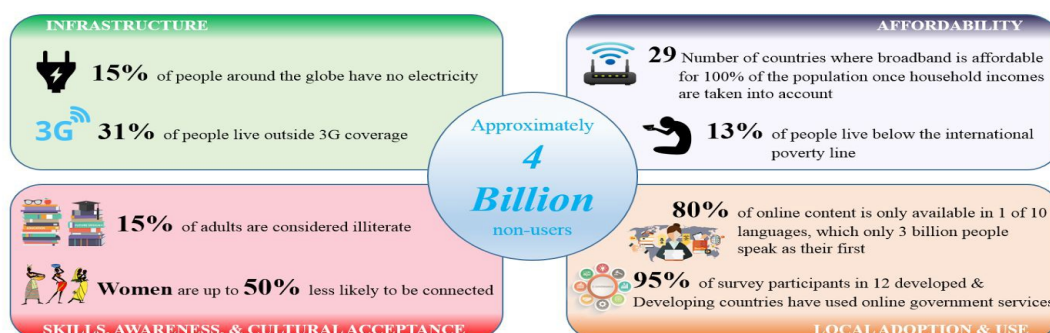 INFRASTRUCTURE
15% of people around the globe have no electricity
3G 31% of people live outside 3G coverage
AFFORDABILITY
29 Number of countries where broadband is affordable
for 100% of the population once household incomes
are taken into account
13% of people live below the international
poverty line
Approximately
4
Billion
non-users
15% of adults are considered illiterate
Women are up to 50% less likely to be connected
SKILLS, AWARENESS, & CULTURAL ACCEPTANCE
80% of online content is only available in 1 of 10
languages, which only 3 billion people
speak as their first
95% of survey participants in 12 developed &
Developing countries have used online government services
LOCAL ADOPTION & USE